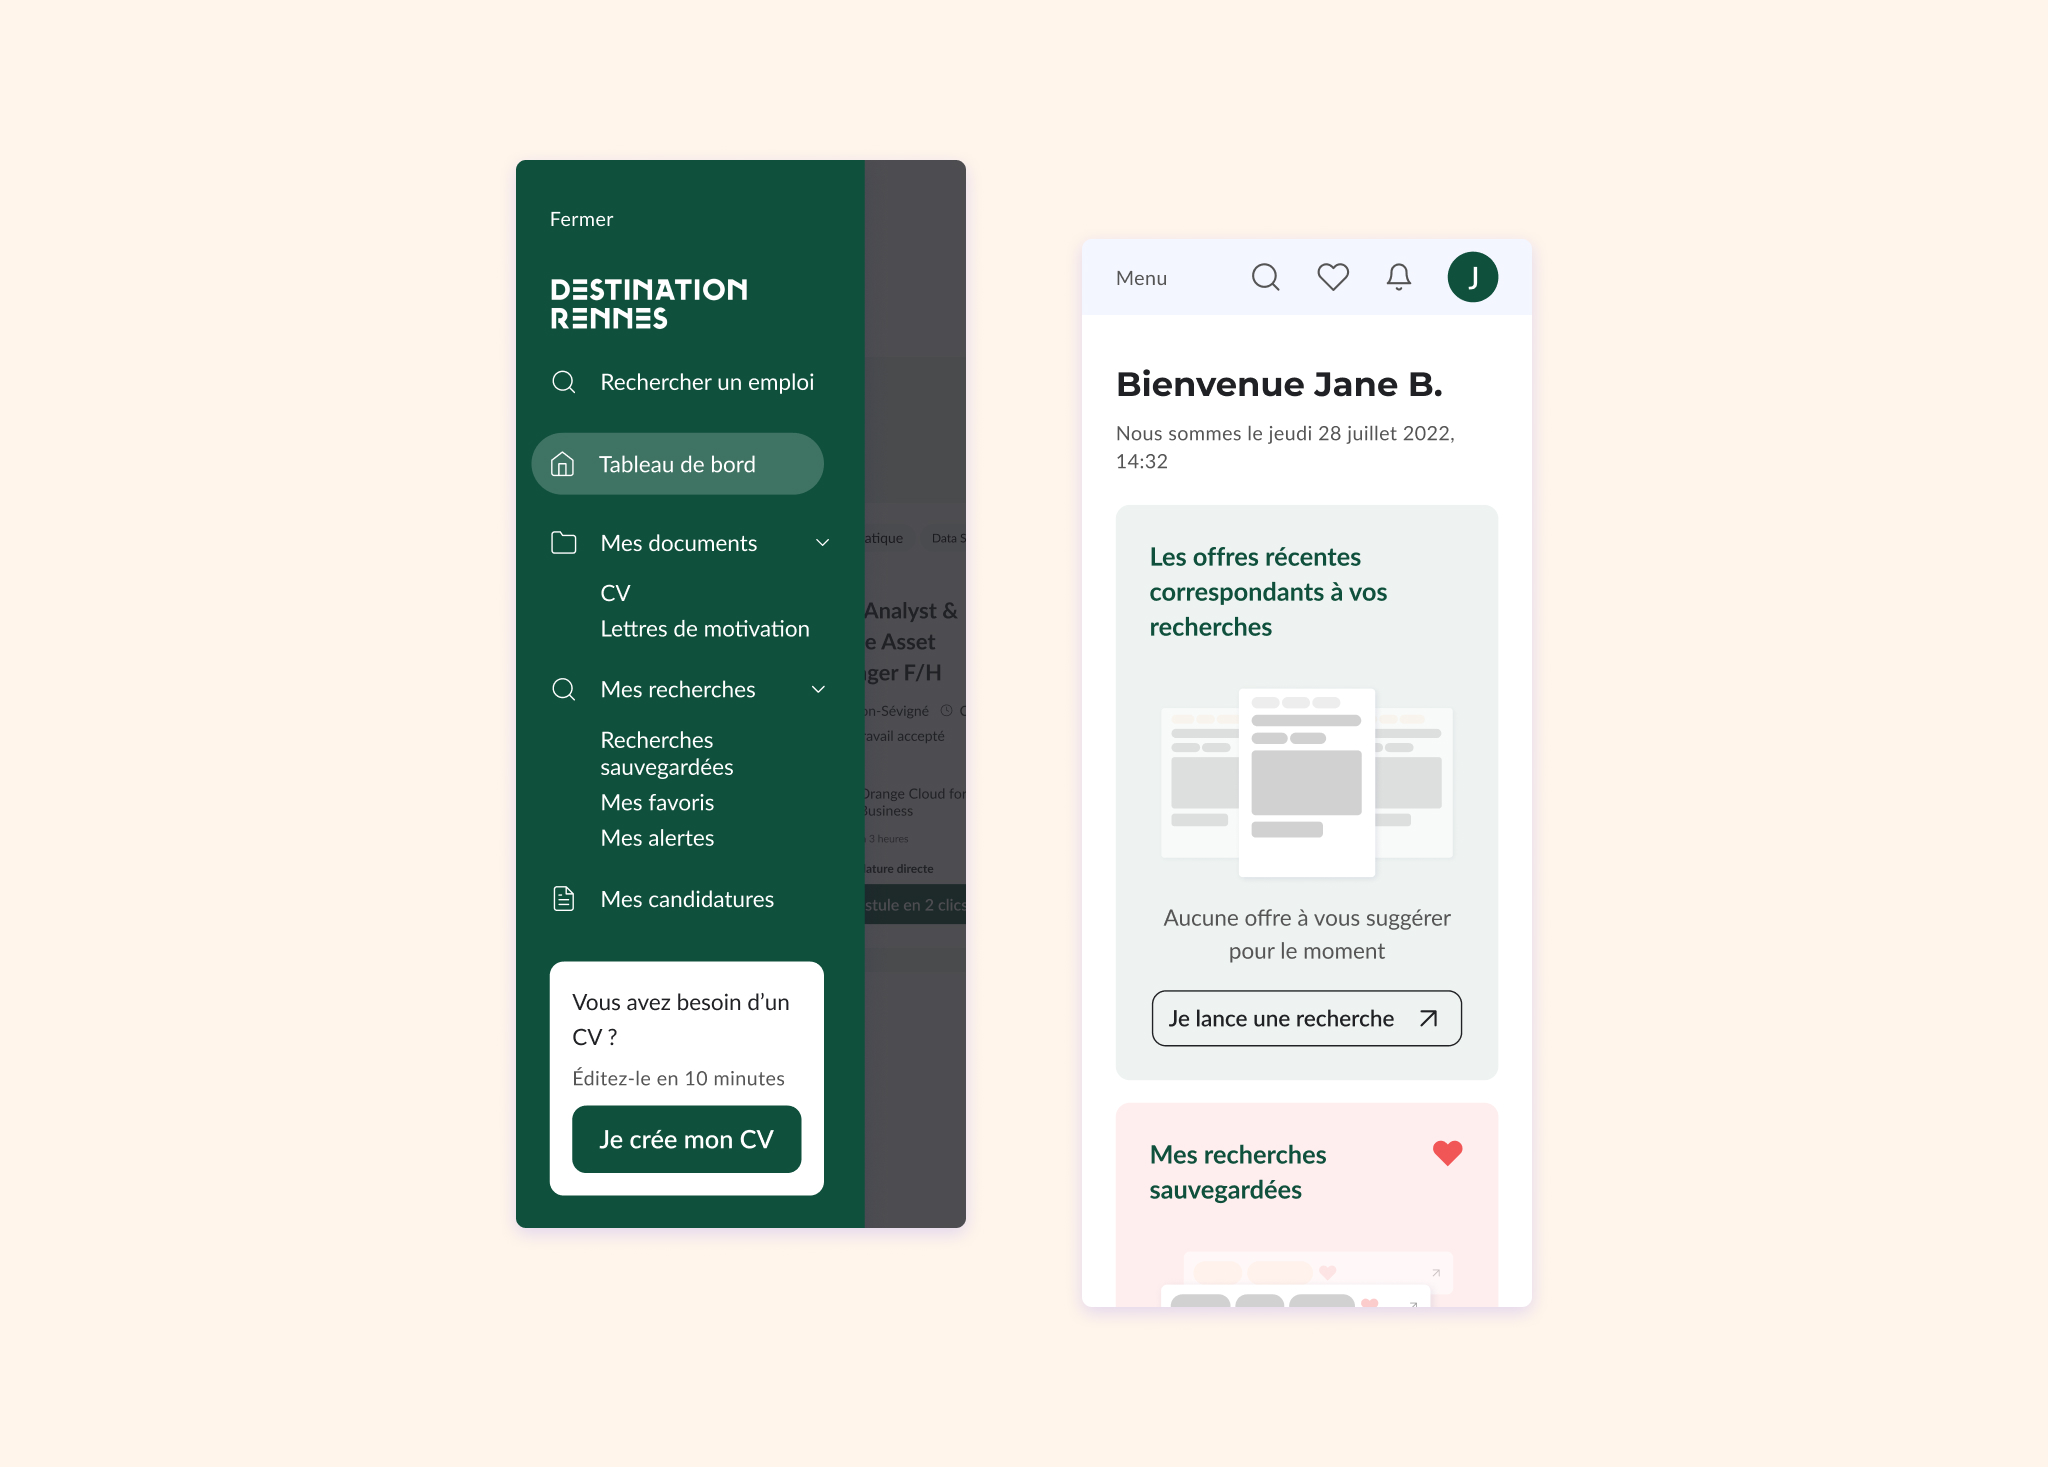 Fermer
DESTINATION
RENNES
Rechercher un emploi
Tableau de bord
Mes documents
CV
Lettres de motivation
Mes recherches
Recherches
sauvegardées
Mes favoris
Mes alertes
Mes candidatures
Vous avez besoin d’un
CV ?
Éditez-le en 10 minutes
Je crée mon CV
Data S
Analyst &
e Asset
ger F/H
on-Sévigné
ravail accepté
Orange Cloud for
Business
3 heures
ature directe
stule en 2 clics
Menu
J
Bienvenue Jane B.
Nous sommes le jeudi 28 juillet 2022,
14:32
Les offres récentes
correspondants à vos
recherches
Aucune offre à vous suggérer
pour le moment
Je lance une recherche
Mes recherches
sauvegardées